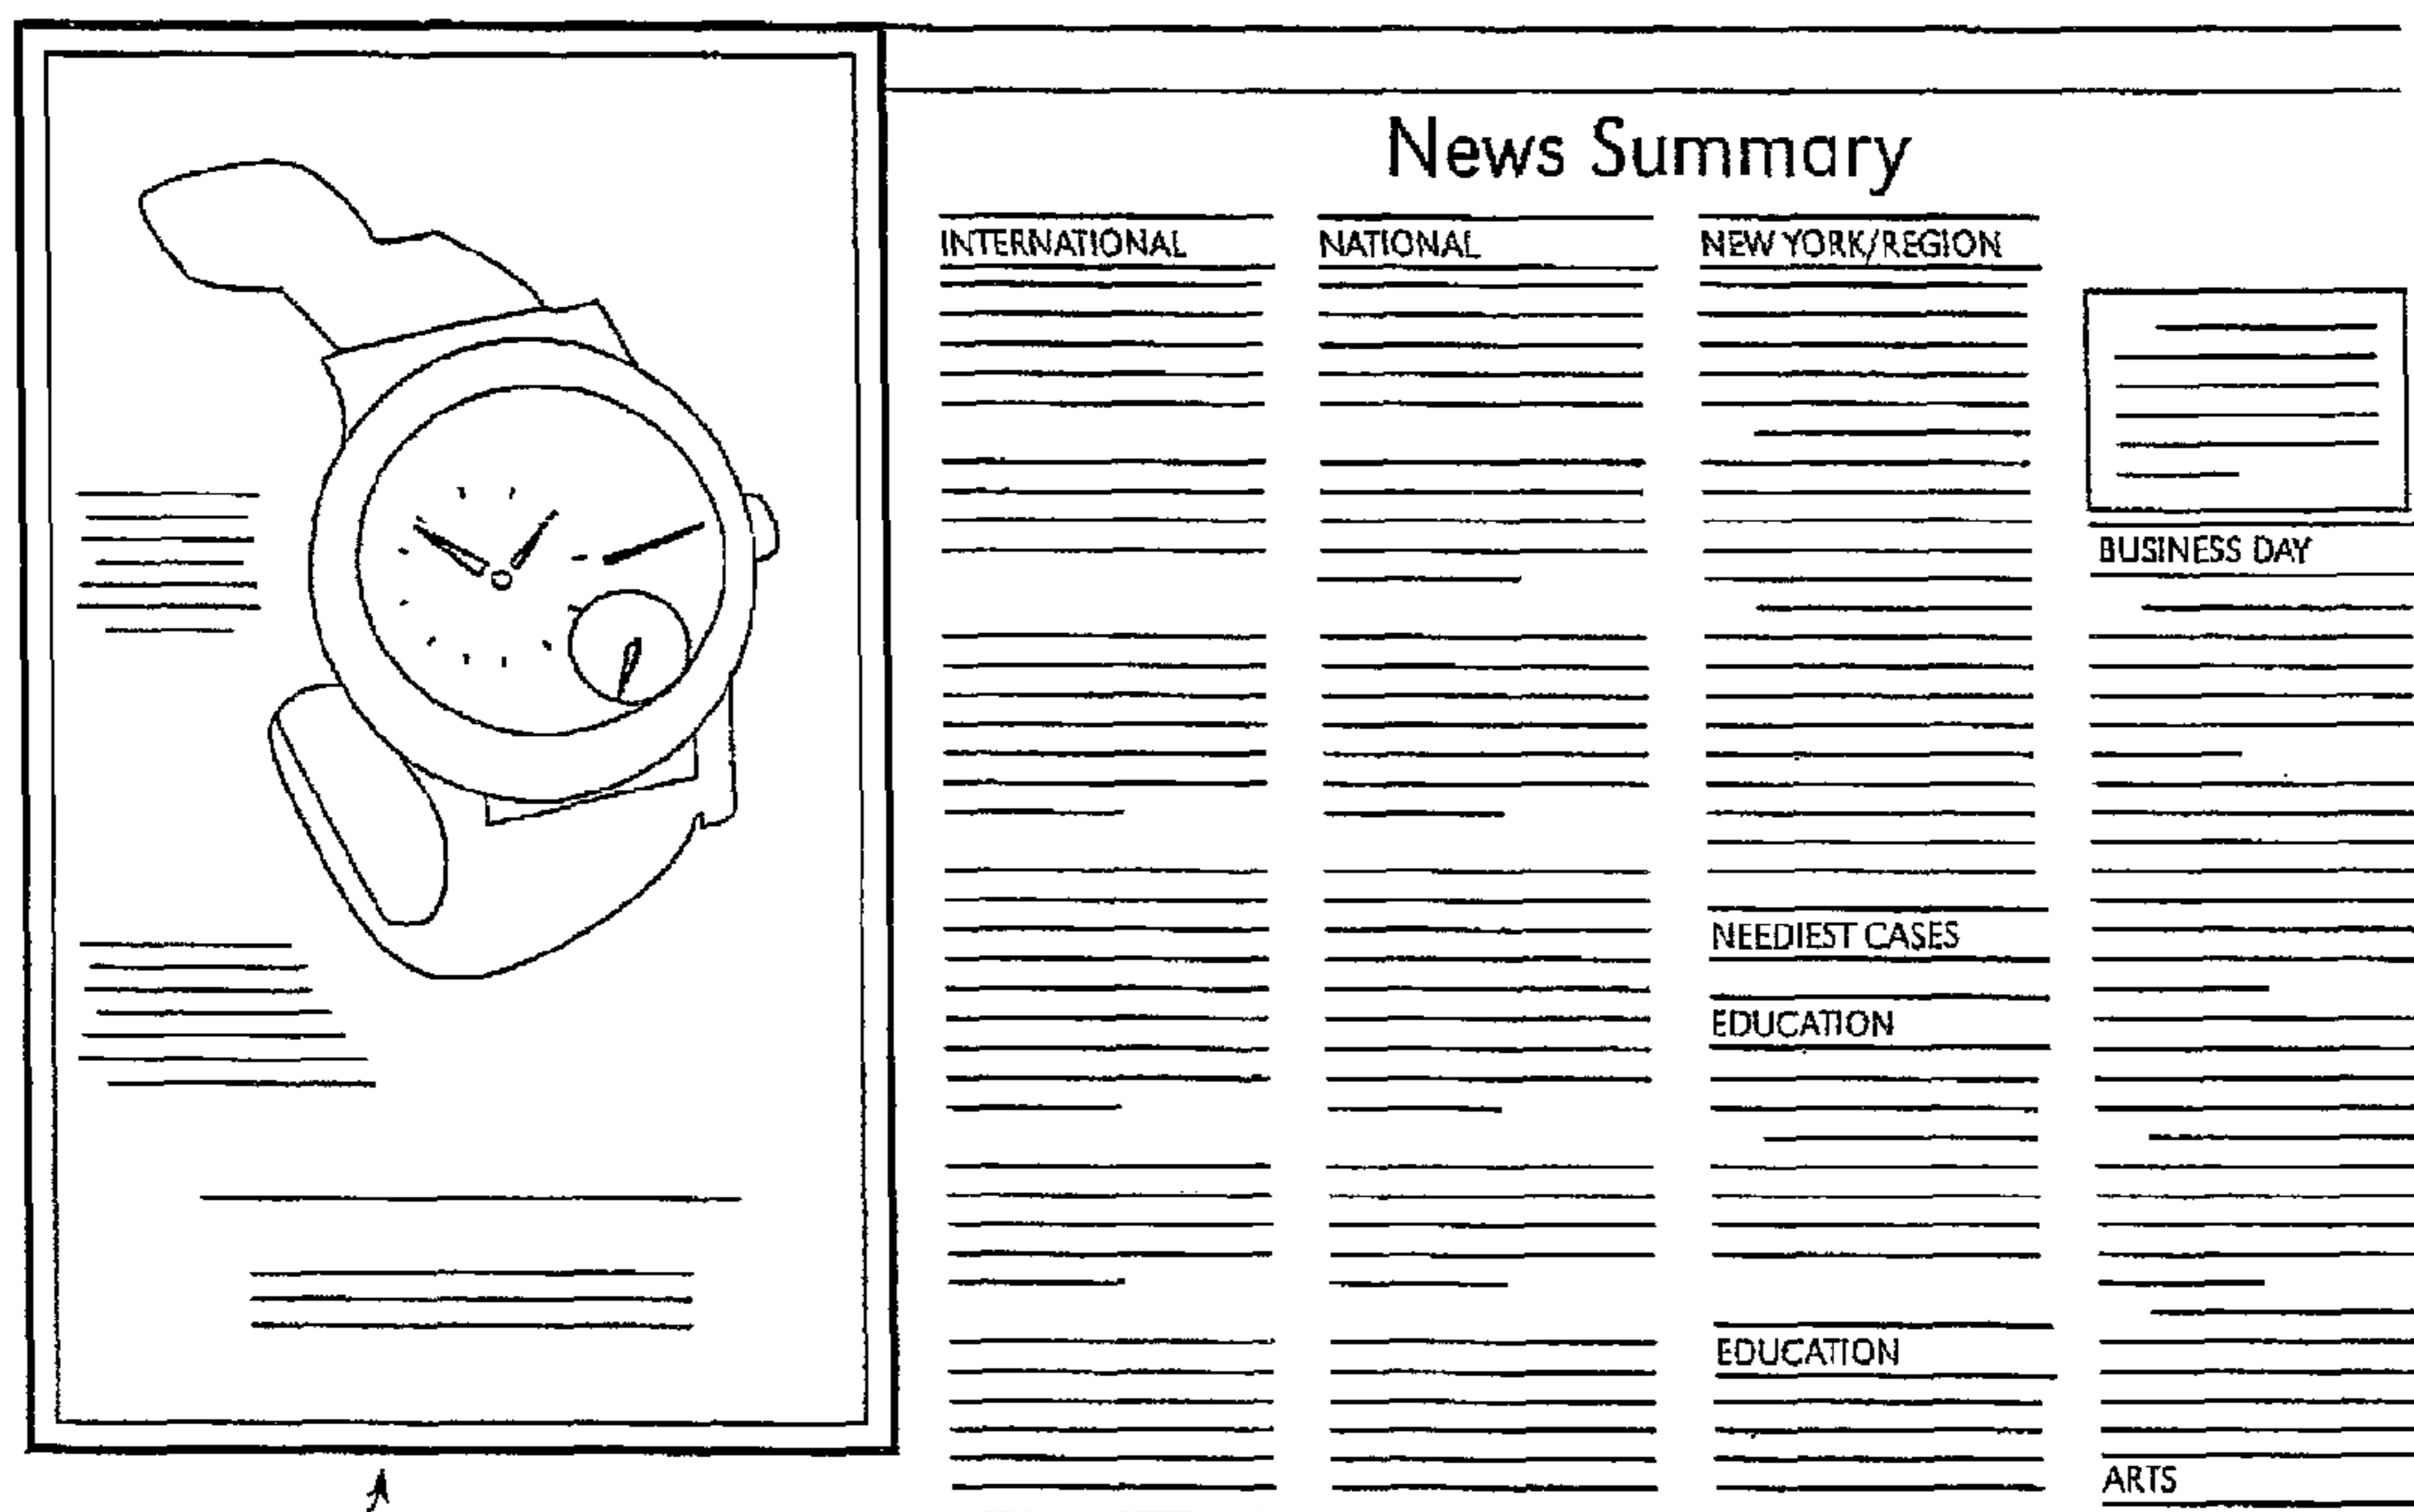 News Summary
INTERNATIONAL
NATIONAL
NEW YORK/REGION
NEEDIEST CASES
EDUCATION
EDUCATION
BUSINESS DAY
ARTS